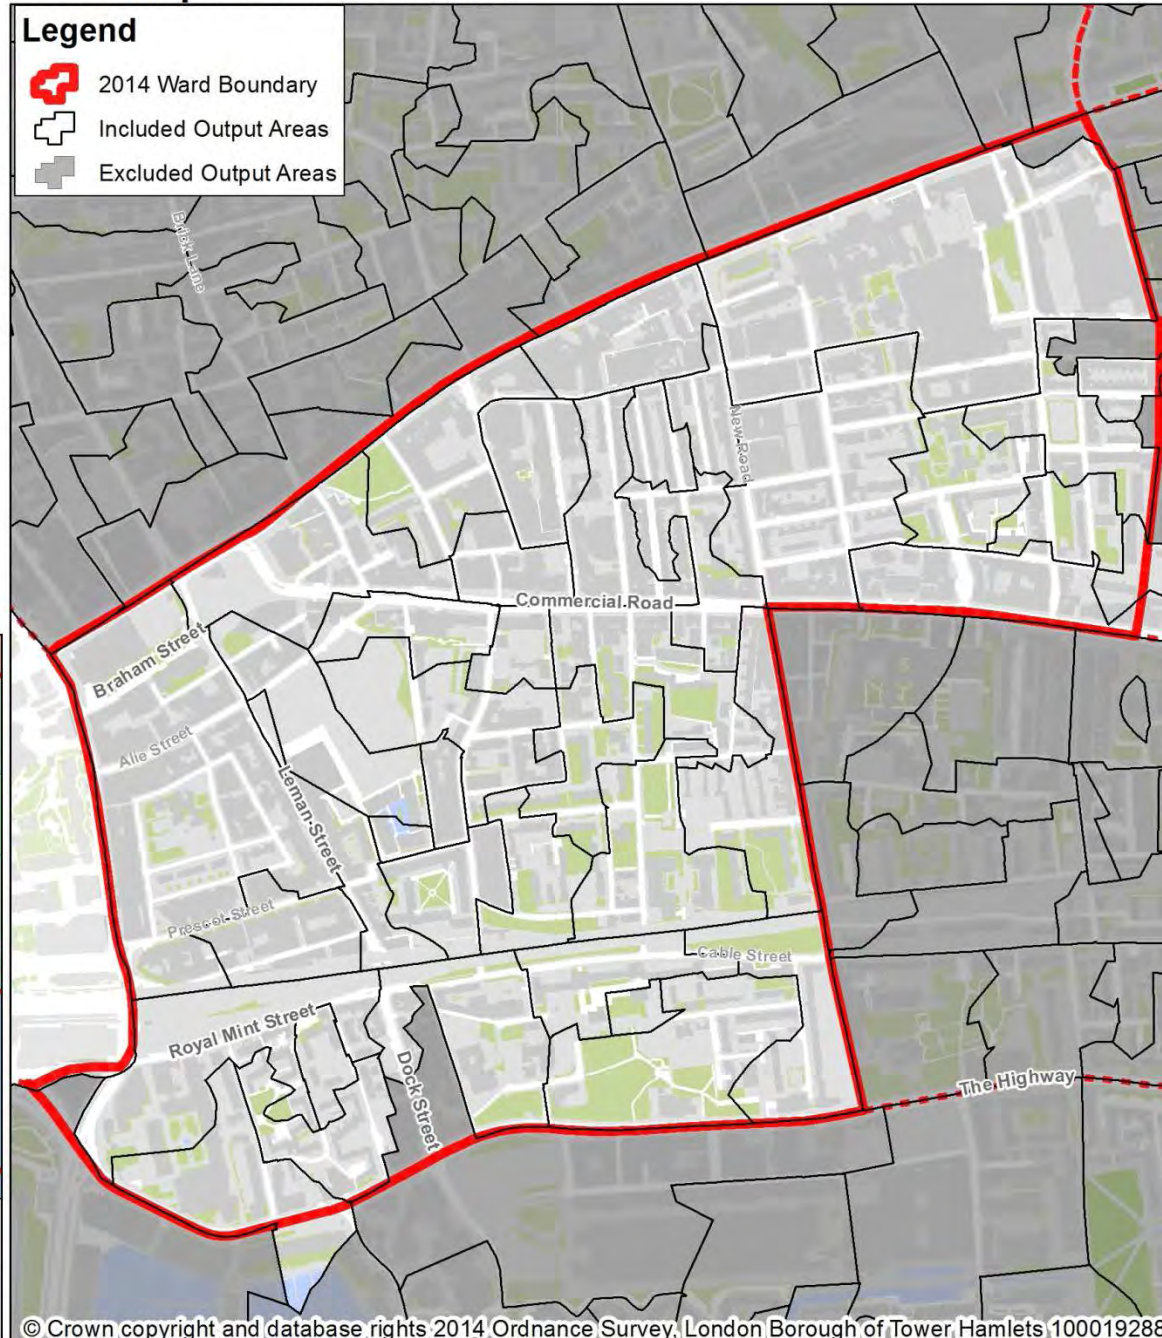 Legend
2014 Ward Boundary
Included Output Areas
Excluded Output Areas
Brick Lane
New Road
Commercial Road
Braham Street
Alie Street
Leman Street
Prescot Street
Cable Street
Royal Mint Street
Dock Street
The Highway
© Crown copyright and database rights 2014 Ordnance Survey, London Borough of Tower Hamlets 100019288